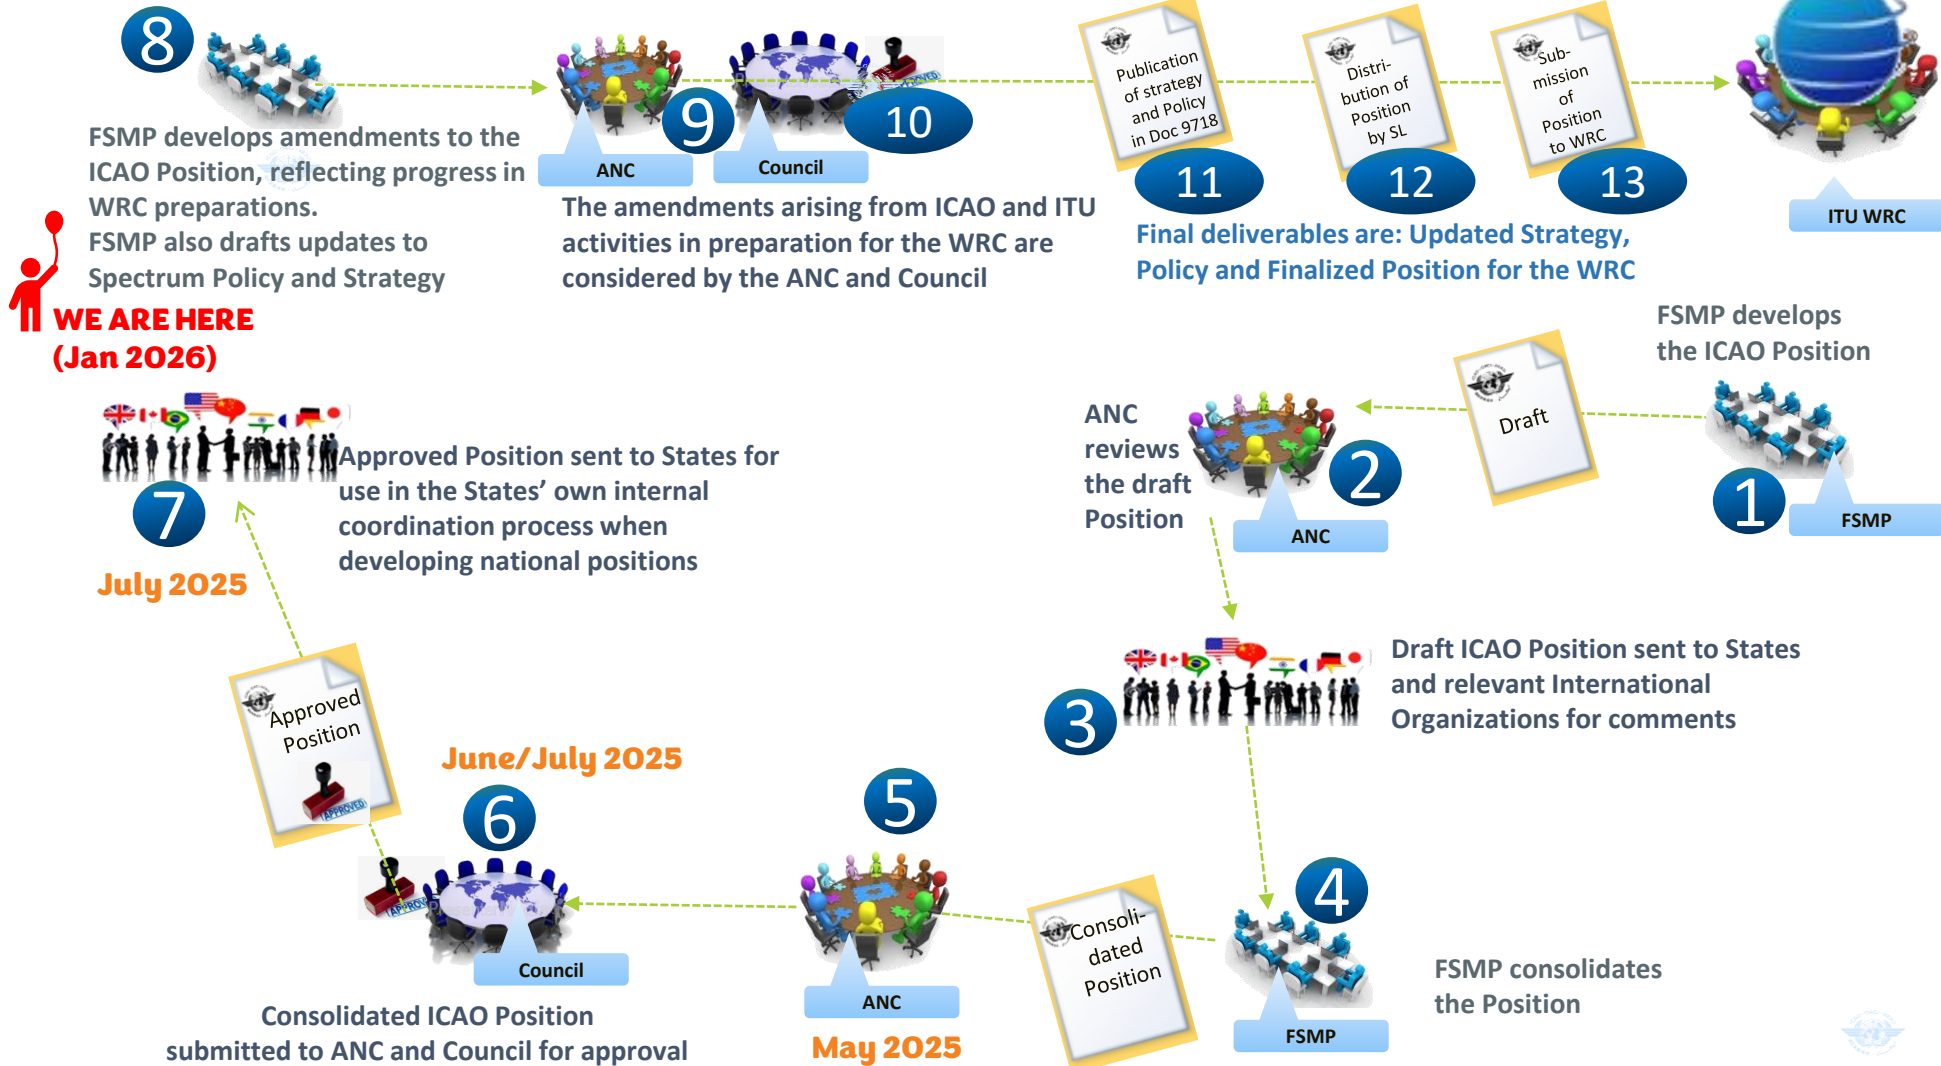 8
FSMP develops amendments to the
ICAO Position, reflecting progress in
WRC preparations.
FSMP also drafts updates to
Spectrum Policy and Strategy
WE ARE HERE
(Jan 2026)
ANC
9
Council
APPROVED
10
The amendments arising from ICAO and ITU
activities in preparation for the WRC are
considered by the ANC and Council
Publication
of strategy
and Policy
in Doc 9718
11
Distri-
bution of
Position
by SL
12
Sub-
mission
of
Position
to WRC
13
Final deliverables are: Updated Strategy,
Policy and Finalized Position for the WRC
ITU WRC
FSMP develops
the ICAO Position
1
FSMP
Draft
ANC
reviews
the draft
Position
2
ANC
3
Draft ICAO Position sent to States
and relevant International
Organizations for comments
4
FSMP
FSMP consolidates
the Position
Consoli-
dated
Position
5
ANC
May 2025
June/July 2025
6
Council
Consolidated ICAO Position
submitted to ANC and Council for approval
Approved
Position
APPROVED
7
July 2025
Approved Position sent to States for
use in the States' own internal
coordination process when
developing national positions